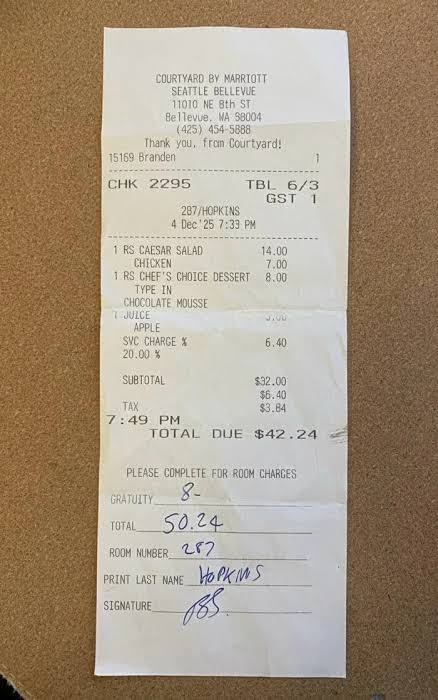 COURTYARD BY MARRIOTT
SEATTLE BELLEVUE
11010 NE 8th ST
Bellevue, WA 98004
(425) 454-5888
Thank you, from Courtyard!
15169 Branden 1
CHK 2295 TBL 6/3
GST 1
287/HOPKINS
4 Dec'25 7:33 PM
1 RS CAESAR SALAD 14.00
CHICKEN 7.00
1 RS CHEF'S CHOICE DESSERT 8.00
TYPE IN
CHOCOLATE MOUSSE
1 JUICE 3.00
APPLE
SVC CHARGE % 6.40
20.00 %
SUBTOTAL $32.00
$6.40
TAX $3.84
7:49 PM
TOTAL DUE $42.24
PLEASE COMPLETE FOR ROOM CHARGES
GRATUITY 8-
TOTAL 50.24
ROOM NUMBER 287
PRINT LAST NAME HOPKINS
SIGNATURE